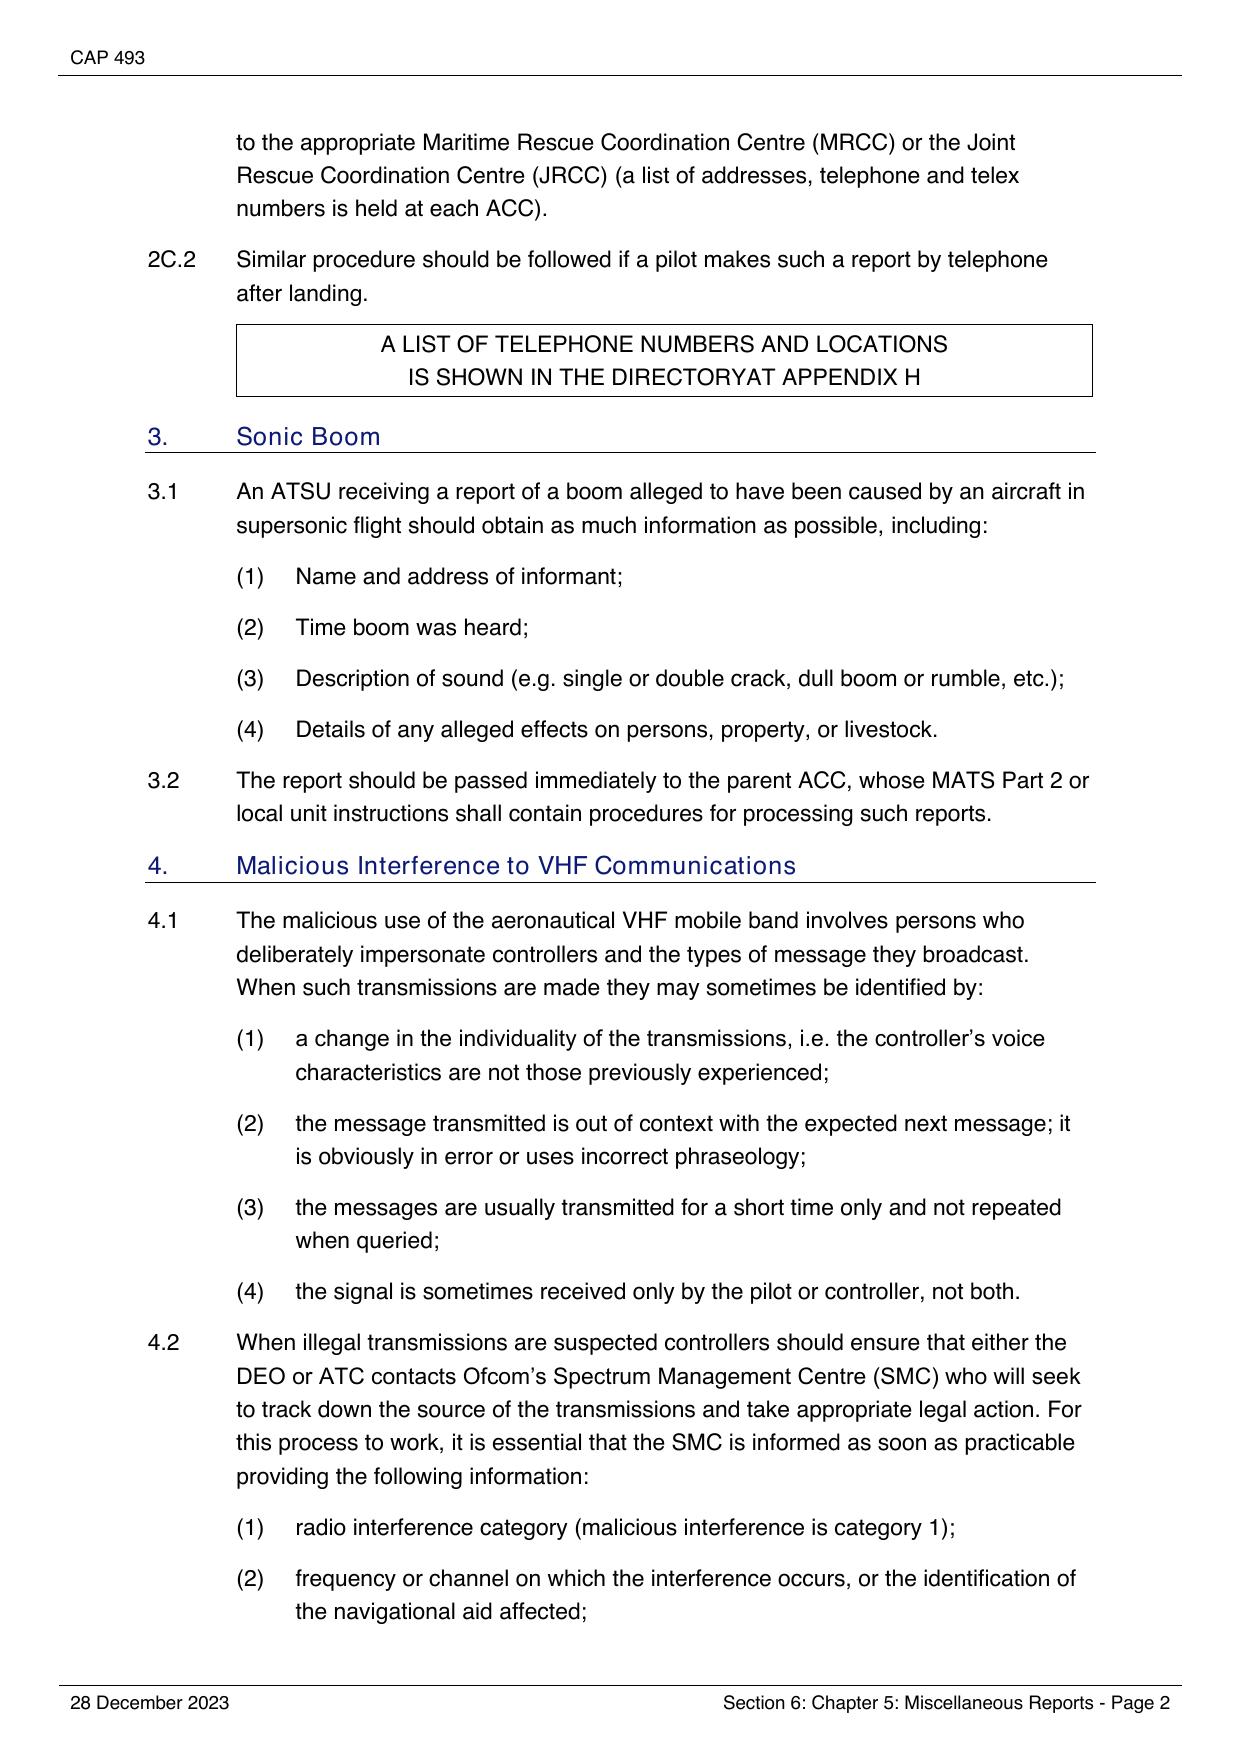 CAP 493
to the appropriate Maritime Rescue Coordination Centre (MRCC) or the Joint
Rescue Coordination Centre (JRCC) (a list of addresses, telephone and telex
numbers is held at each ACC).
2C.2 Similar procedure should be followed if a pilot makes such a report by telephone
after landing.
A LIST OF TELEPHONE NUMBERS AND LOCATIONS
IS SHOWN IN THE DIRECTORYAT APPENDIX H
3. Sonic Boom
3.1 An ATSU receiving a report of a boom alleged to have been caused by an aircraft in
supersonic flight should obtain as much information as possible, including:
(1) Name and address of informant;
(2) Time boom was heard;
(3) Description of sound (e.g. single or double crack, dull boom or rumble, etc.);
(4) Details of any alleged effects on persons, property, or livestock.
3.2 The report should be passed immediately to the parent ACC, whose MATS Part 2 or
local unit instructions shall contain procedures for processing such reports.
4. Malicious Interference to VHF Communications
4.1 The malicious use of the aeronautical VHF mobile band involves persons who
deliberately impersonate controllers and the types of message they broadcast.
When such transmissions are made they may sometimes be identified by:
(1) a change in the individuality of the transmissions, i.e. the controller’s voice
characteristics are not those previously experienced;
(2) the message transmitted is out of context with the expected next message; it
is obviously in error or uses incorrect phraseology;
(3) the messages are usually transmitted for a short time only and not repeated
when queried;
(4) the signal is sometimes received only by the pilot or controller, not both.
4.2 When illegal transmissions are suspected controllers should ensure that either the
DEO or ATC contacts Ofcom’s Spectrum Management Centre (SMC) who will seek
to track down the source of the transmissions and take appropriate legal action. For
this process to work, it is essential that the SMC is informed as soon as practicable
providing the following information:
(1) radio interference category (malicious interference is category 1);
(2) frequency or channel on which the interference occurs, or the identification of
the navigational aid affected;
28 December 2023 Section 6: Chapter 5: Miscellaneous Reports - Page 2